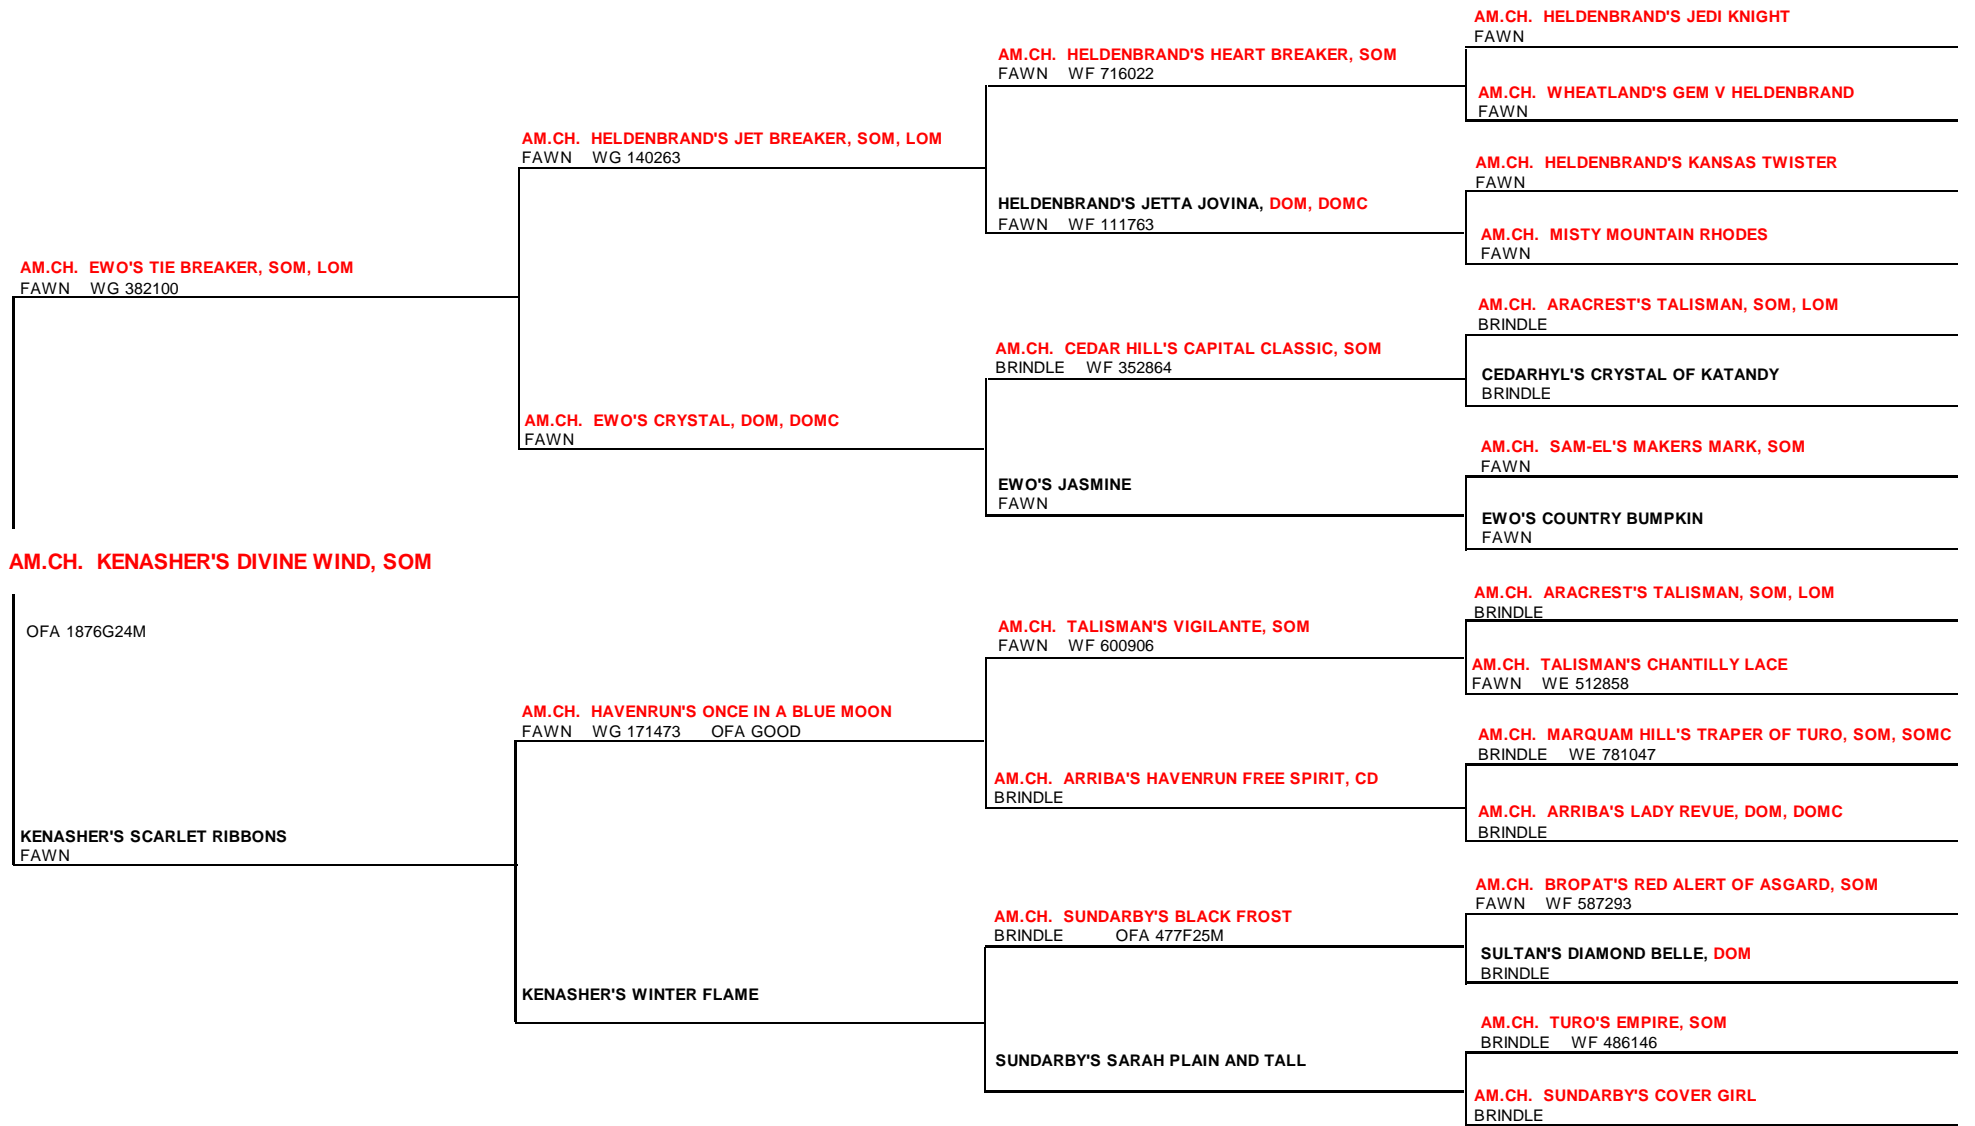 AM.CH. HELDENBRAND'S JEDI KNIGHT
FAWN
AM.CH. HELDENBRAND'S HEART BREAKER, SOM
FAWN WF 716022
AM.CH. WHEATLAND'S GEM V HELDENBRAND
FAWN
AM.CH. HELDENBRAND'S JET BREAKER, SOM, LOM
FAWN WG 140263
AM.CH. HELDENBRAND'S KANSAS TWISTER
FAWN
HELDENBRAND'S JETTA JOVINA, DOM, DOMC
FAWN WF 111763
AM.CH. MISTY MOUNTAIN RHODES
FAWN
AM.CH. EWO'S TIE BREAKER, SOM, LOM
FAWN WG 382100
AM.CH. ARACREST'S TALISMAN, SOM, LOM
BRINDLE
AM.CH. CEDAR HILL'S CAPITAL CLASSIC, SOM
BRINDLE WF 352864
CEDARHYL'S CRYSTAL OF KATANDY
BRINDLE
AM.CH. EWO'S CRYSTAL, DOM, DOMC
FAWN
AM.CH. SAM-EL'S MAKERS MARK, SOM
FAWN
EWO'S JASMINE
FAWN
EWO'S COUNTRY BUMPKIN
FAWN
AM.CH. KENASHER'S DIVINE WIND, SOM
OFA 1876G24M
AM.CH. ARACREST'S TALISMAN, SOM, LOM
BRINDLE
AM.CH. TALISMAN'S VIGILANTE, SOM
FAWN WF 600906
AM.CH. TALISMAN'S CHANTILLY LACE
FAWN WE 512858
AM.CH. HAVENRUN'S ONCE IN A BLUE MOON
FAWN WG 171473 OFA GOOD
AM.CH. MARQUAM HILL'S TRAPER OF TURO, SOM, SOMC
BRINDLE WE 781047
AM.CH. ARRIBA'S HAVENRUN FREE SPIRIT, CD
BRINDLE
AM.CH. ARRIBA'S LADY REVUE, DOM, DOMC
BRINDLE
KENASHER'S SCARLET RIBBONS
FAWN
AM.CH. BROPAT'S RED ALERT OF ASGARD, SOM
FAWN WF 587293
AM.CH. SUNDARBY'S BLACK FROST
BRINDLE OFA 477F25M
SULTAN'S DIAMOND BELLE, DOM
BRINDLE
KENASHER'S WINTER FLAME
AM.CH. TURO'S EMPIRE, SOM
BRINDLE WF 486146
SUNDARBY'S SARAH PLAIN AND TALL
AM.CH. SUNDARBY'S COVER GIRL
BRINDLE